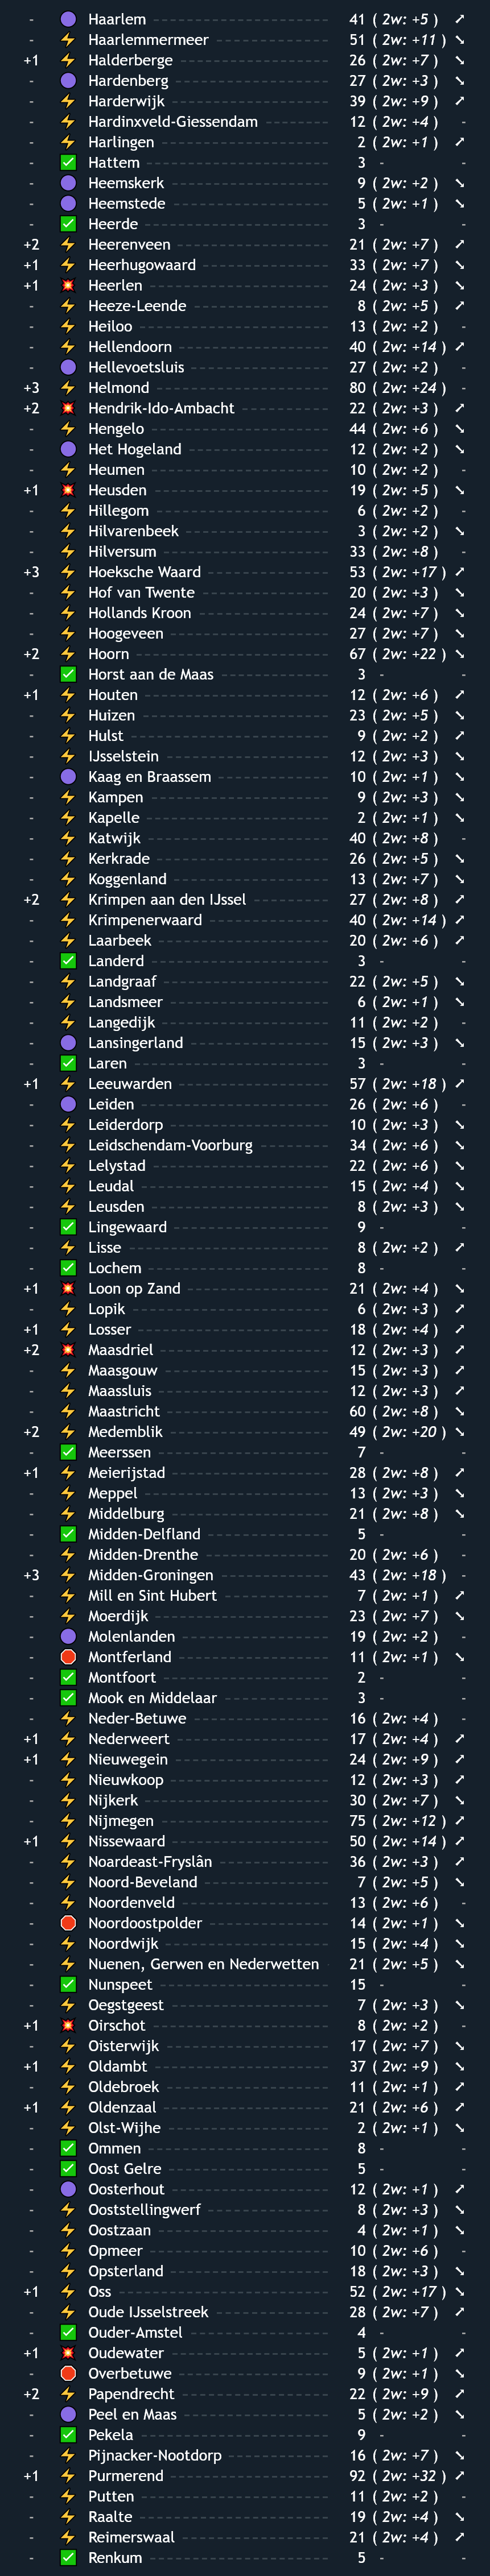 - Haarlem 41 ( 2w: +5 ) ↗
- Haarlemmermeer 51 ( 2w: +11 ) ↘
+1 Halderberge 26 ( 2w: +7 ) ↘
- Hardenberg 27 ( 2w: +3 ) ↘
- Harderwijk 39 ( 2w: +9 ) ↗
- Hardinxveld-Giessendam 12 ( 2w: +4 ) -
- Harlingen 2 ( 2w: +1 ) ↗
- Hattem 3 - -
- Heemskerk 9 ( 2w: +2 ) ↘
- Heemstede 5 ( 2w: +1 ) ↘
- Heerde 3 - -
+2 Heerenveen 21 ( 2w: +7 ) ↗
+1 Heerhugowaard 33 ( 2w: +7 ) ↘
+1 Heerlen 24 ( 2w: +3 ) ↘
- Heeze-Leende 8 ( 2w: +5 ) ↗
- Heiloo 13 ( 2w: +2 ) -
- Hellendoorn 40 ( 2w: +14 ) ↗
- Hellevoetsluis 27 ( 2w: +2 ) -
+3 Helmond 80 ( 2w: +24 ) -
+2 Hendrik-Ido-Ambacht 22 ( 2w: +3 ) ↗
- Hengelo 44 ( 2w: +6 ) ↘
- Het Hogeland 12 ( 2w: +2 ) ↘
- Heumen 10 ( 2w: +2 ) -
+1 Heusden 19 ( 2w: +5 ) ↘
- Hillegom 6 ( 2w: +2 ) -
- Hilvarenbeek 3 ( 2w: +2 ) ↘
- Hilversum 33 ( 2w: +8 ) -
+3 Hoeksche Waard 53 ( 2w: +17 ) ↗
- Hof van Twente 20 ( 2w: +3 ) ↘
- Hollands Kroon 24 ( 2w: +7 ) ↘
- Hoogeveen 27 ( 2w: +7 ) ↘
+2 Hoorn 67 ( 2w: +22 ) ↘
- Horst aan de Maas 3 - -
+1 Houten 12 ( 2w: +6 ) ↗
- Huizen 23 ( 2w: +5 ) ↘
- Hulst 9 ( 2w: +2 ) ↗
- IJsselstein 12 ( 2w: +3 ) ↘
- Kaag en Braassem 10 ( 2w: +1 ) ↘
- Kampen 9 ( 2w: +3 ) ↘
- Kapelle 2 ( 2w: +1 ) ↘
- Katwijk 40 ( 2w: +8 ) -
- Kerkrade 26 ( 2w: +5 ) ↘
- Koggenland 13 ( 2w: +7 ) ↘
+2 Krimpen aan den IJssel 27 ( 2w: +8 ) ↗
- Krimpenerwaard 40 ( 2w: +14 ) ↗
- Laarbeek 20 ( 2w: +6 ) ↗
- Landerd 3 - -
- Landgraaf 22 ( 2w: +5 ) ↘
- Landsmeer 6 ( 2w: +1 ) ↘
- Langedijk 11 ( 2w: +2 ) -
- Lansingerland 15 ( 2w: +3 ) ↘
- Laren 3 - -
+1 Leeuwarden 57 ( 2w: +18 ) ↗
- Leiden 26 ( 2w: +6 ) -
- Leiderdorp 10 ( 2w: +3 ) ↘
- Leidschendam-Voorburg 34 ( 2w: +6 ) ↘
- Lelystad 22 ( 2w: +6 ) ↘
- Leudal 15 ( 2w: +4 ) ↘
- Leusden 8 ( 2w: +3 ) ↘
- Lingewaard 9 - -
- Lisse 8 ( 2w: +2 ) ↗
- Lochem 8 - -
+1 Loon op Zand 21 ( 2w: +4 ) ↘
- Lopik 6 ( 2w: +3 ) ↗
+1 Losser 18 ( 2w: +4 ) ↗
+2 Maasdriel 12 ( 2w: +3 ) ↗
- Maasgouw 15 ( 2w: +3 ) ↗
- Maassluis 12 ( 2w: +3 ) ↗
- Maastricht 60 ( 2w: +8 ) ↘
+2 Medemblik 49 ( 2w: +20 ) ↘
- Meerssen 7 - -
+1 Meierijstad 28 ( 2w: +8 ) ↗
- Meppel 13 ( 2w: +3 ) ↘
- Middelburg 21 ( 2w: +8 ) ↘
- Midden-Delfland 5 - -
- Midden-Drenthe 20 ( 2w: +6 ) -
+3 Midden-Groningen 43 ( 2w: +18 ) -
- Mill en Sint Hubert 7 ( 2w: +1 ) ↗
- Moerdijk 23 ( 2w: +7 ) ↘
- Molenlanden 19 ( 2w: +2 ) -
- Montferland 11 ( 2w: +1 ) ↘
- Montfoort 2 - -
- Mook en Middelaar 3 - -
- Neder-Betuwe 16 ( 2w: +4 ) -
+1 Nederweert 17 ( 2w: +4 ) ↗
+1 Nieuwegein 24 ( 2w: +9 ) ↗
- Nieuwkoop 12 ( 2w: +3 ) ↗
- Nijkerk 30 ( 2w: +7 ) ↘
- Nijmegen 75 ( 2w: +12 ) ↗
+1 Nissewaard 50 ( 2w: +14 ) ↗
- Noardeast-Fryslân 36 ( 2w: +3 ) ↗
- Noord-Beveland 7 ( 2w: +5 ) ↘
- Noordenveld 13 ( 2w: +6 ) -
- Noordoostpolder 14 ( 2w: +1 ) ↘
- Noordwijk 15 ( 2w: +4 ) ↘
- Nuenen, Gerwen en Nederwetten 21 ( 2w: +5 ) ↘
- Nunspeet 15 - -
- Oegstgeest 7 ( 2w: +3 ) ↘
+1 Oirschot 8 ( 2w: +2 ) -
- Oisterwijk 17 ( 2w: +7 ) ↘
+1 Oldambt 37 ( 2w: +9 ) ↘
- Oldebroek 11 ( 2w: +1 ) ↗
+1 Oldenzaal 21 ( 2w: +6 ) ↗
- Olst-Wijhe 2 ( 2w: +1 ) ↘
- Ommen 8 - -
- Oost Gelre 5 - -
- Oosterhout 12 ( 2w: +1 ) ↗
- Ooststellingwerf 8 ( 2w: +3 ) ↘
- Oostzaan 4 ( 2w: +1 ) ↘
- Opmeer 10 ( 2w: +6 ) -
- Opsterland 18 ( 2w: +3 ) ↘
+1 Oss 52 ( 2w: +17 ) ↘
- Oude IJsselstreek 28 ( 2w: +7 ) ↗
- Ouder-Amstel 4 - -
+1 Oudewater 5 ( 2w: +1 ) ↗
- Overbetuwe 9 ( 2w: +1 ) ↘
+2 Papendrecht 22 ( 2w: +9 ) ↗
- Peel en Maas 5 ( 2w: +2 ) ↘
- Pekela 9 - -
- Pijnacker-Nootdorp 16 ( 2w: +7 ) ↘
+1 Purmerend 92 ( 2w: +32 ) ↗
- Putten 11 ( 2w: +2 ) -
- Raalte 19 ( 2w: +4 ) ↘
- Reimerswaal 21 ( 2w: +4 ) ↗
- Renkum 5 - -